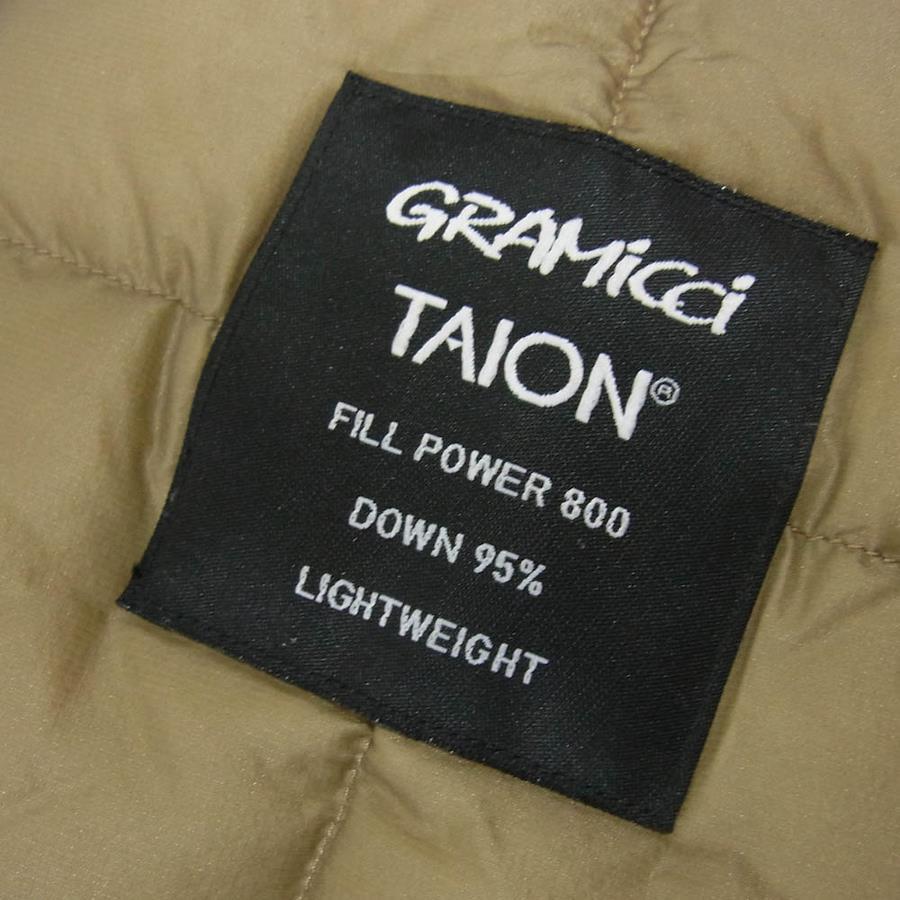 GRAMicci
TAION®
FILL POWER 800
DOWN 95%
LIGHTWEIGHT